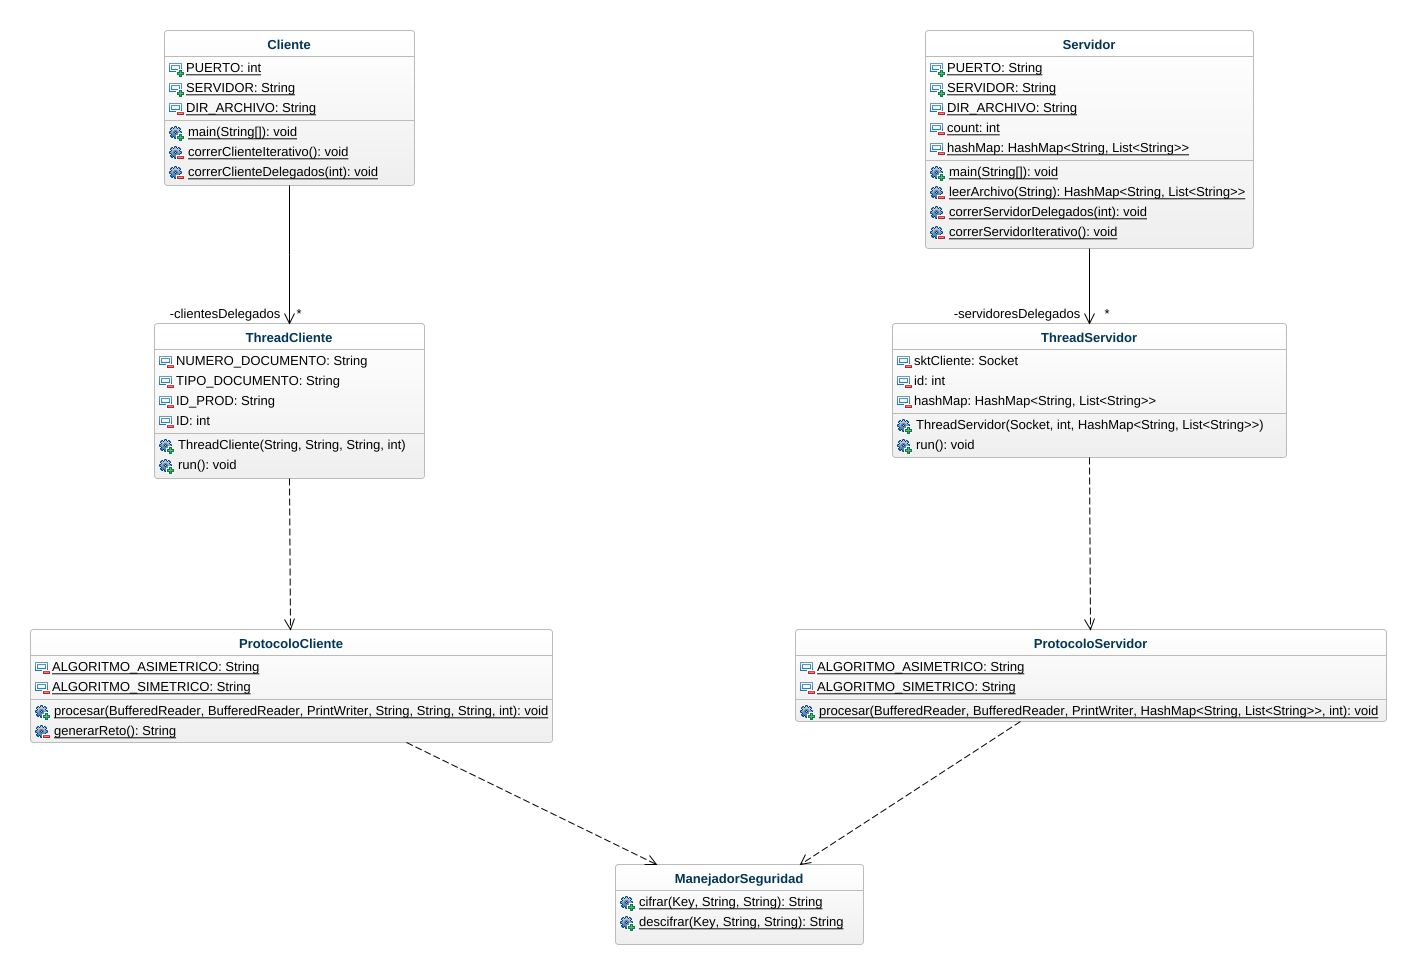 Cliente
PUERTO: int
SERVIDOR: String
DIR_ARCHIVO: String
main(String[]): void
correrClienteIterativo(): void
correrClienteDelegados(int): void
Servidor
PUERTO: String
SERVIDOR: String
DIR_ARCHIVO: String
count: int
hashMap: HashMap<String, List<String>>
main(String[]): void
leerArchivo(String): HashMap<String, List<String>>
correrServidorDelegados(int): void
correrServidorIterativo(): void
-clientesDelegados *
-servidoresDelegados *
ThreadCliente
NUMERO_DOCUMENTO: String
TIPO_DOCUMENTO: String
ID_PROD: String
ID: int
ThreadCliente(String, String, String, int)
run(): void
ThreadServidor
sktCliente: Socket
id: int
hashMap: HashMap<String, List<String>>
ThreadServidor(Socket, int, HashMap<String, List<String>>)
run(): void
ProtocoloCliente
ALGORITMO_ASIMETRICO: String
ALGORITMO_SIMETRICO: String
procesar(BufferedReader, BufferedReader, PrintWriter, String, String, String, int): void
generarReto(): String
ProtocoloServidor
ALGORITMO_ASIMETRICO: String
ALGORITMO_SIMETRICO: String
procesar(BufferedReader, BufferedReader, PrintWriter, HashMap<String, List<String>>, int): void
ManejadorSeguridad
cifrar(Key, String, String): String
descifrar(Key, String, String): String